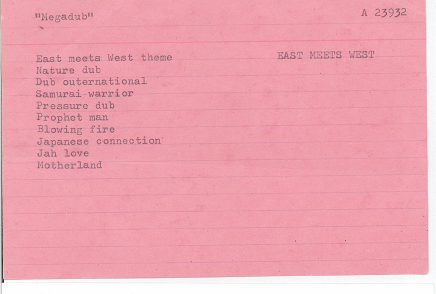 "Megadub"
A 23932
East meets West theme
EAST MEETS WEST
Nature dub
Dub outernational
Samurai warrior
Pressure dub
Prophet man
Blowing fire
Japanese connection
Jah love
Motherland